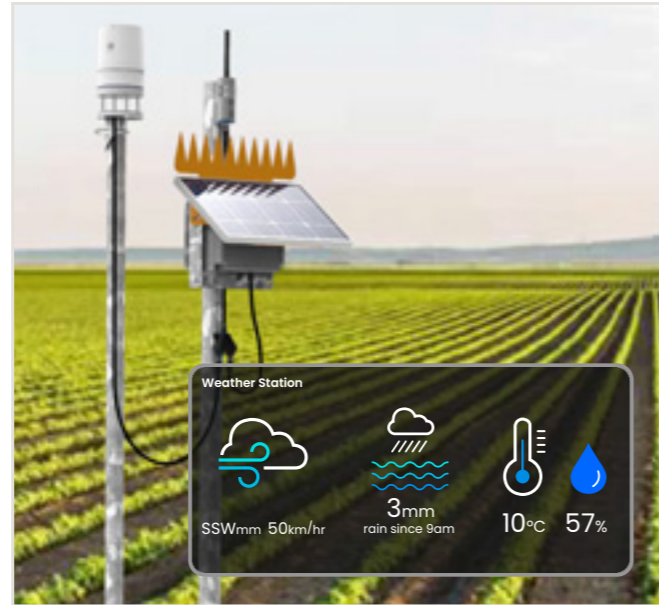 Weather Station
SSWmm 50km/hr
3mm
rain since 9am
10°C 57%